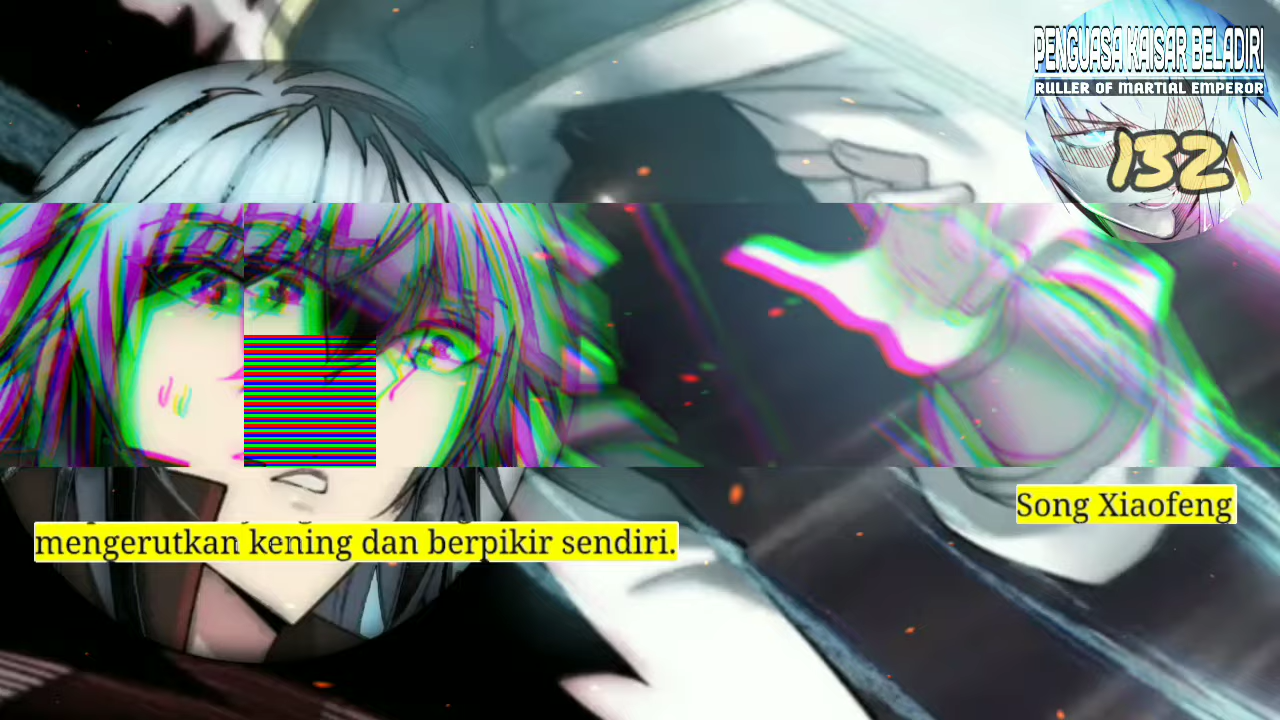 PENGUASA KAISAR BELADIRI
RULLER OF MARTIAL EMPEROR
132
Song Xiaofeng
mengerutkan kening dan berpikir sendiri.